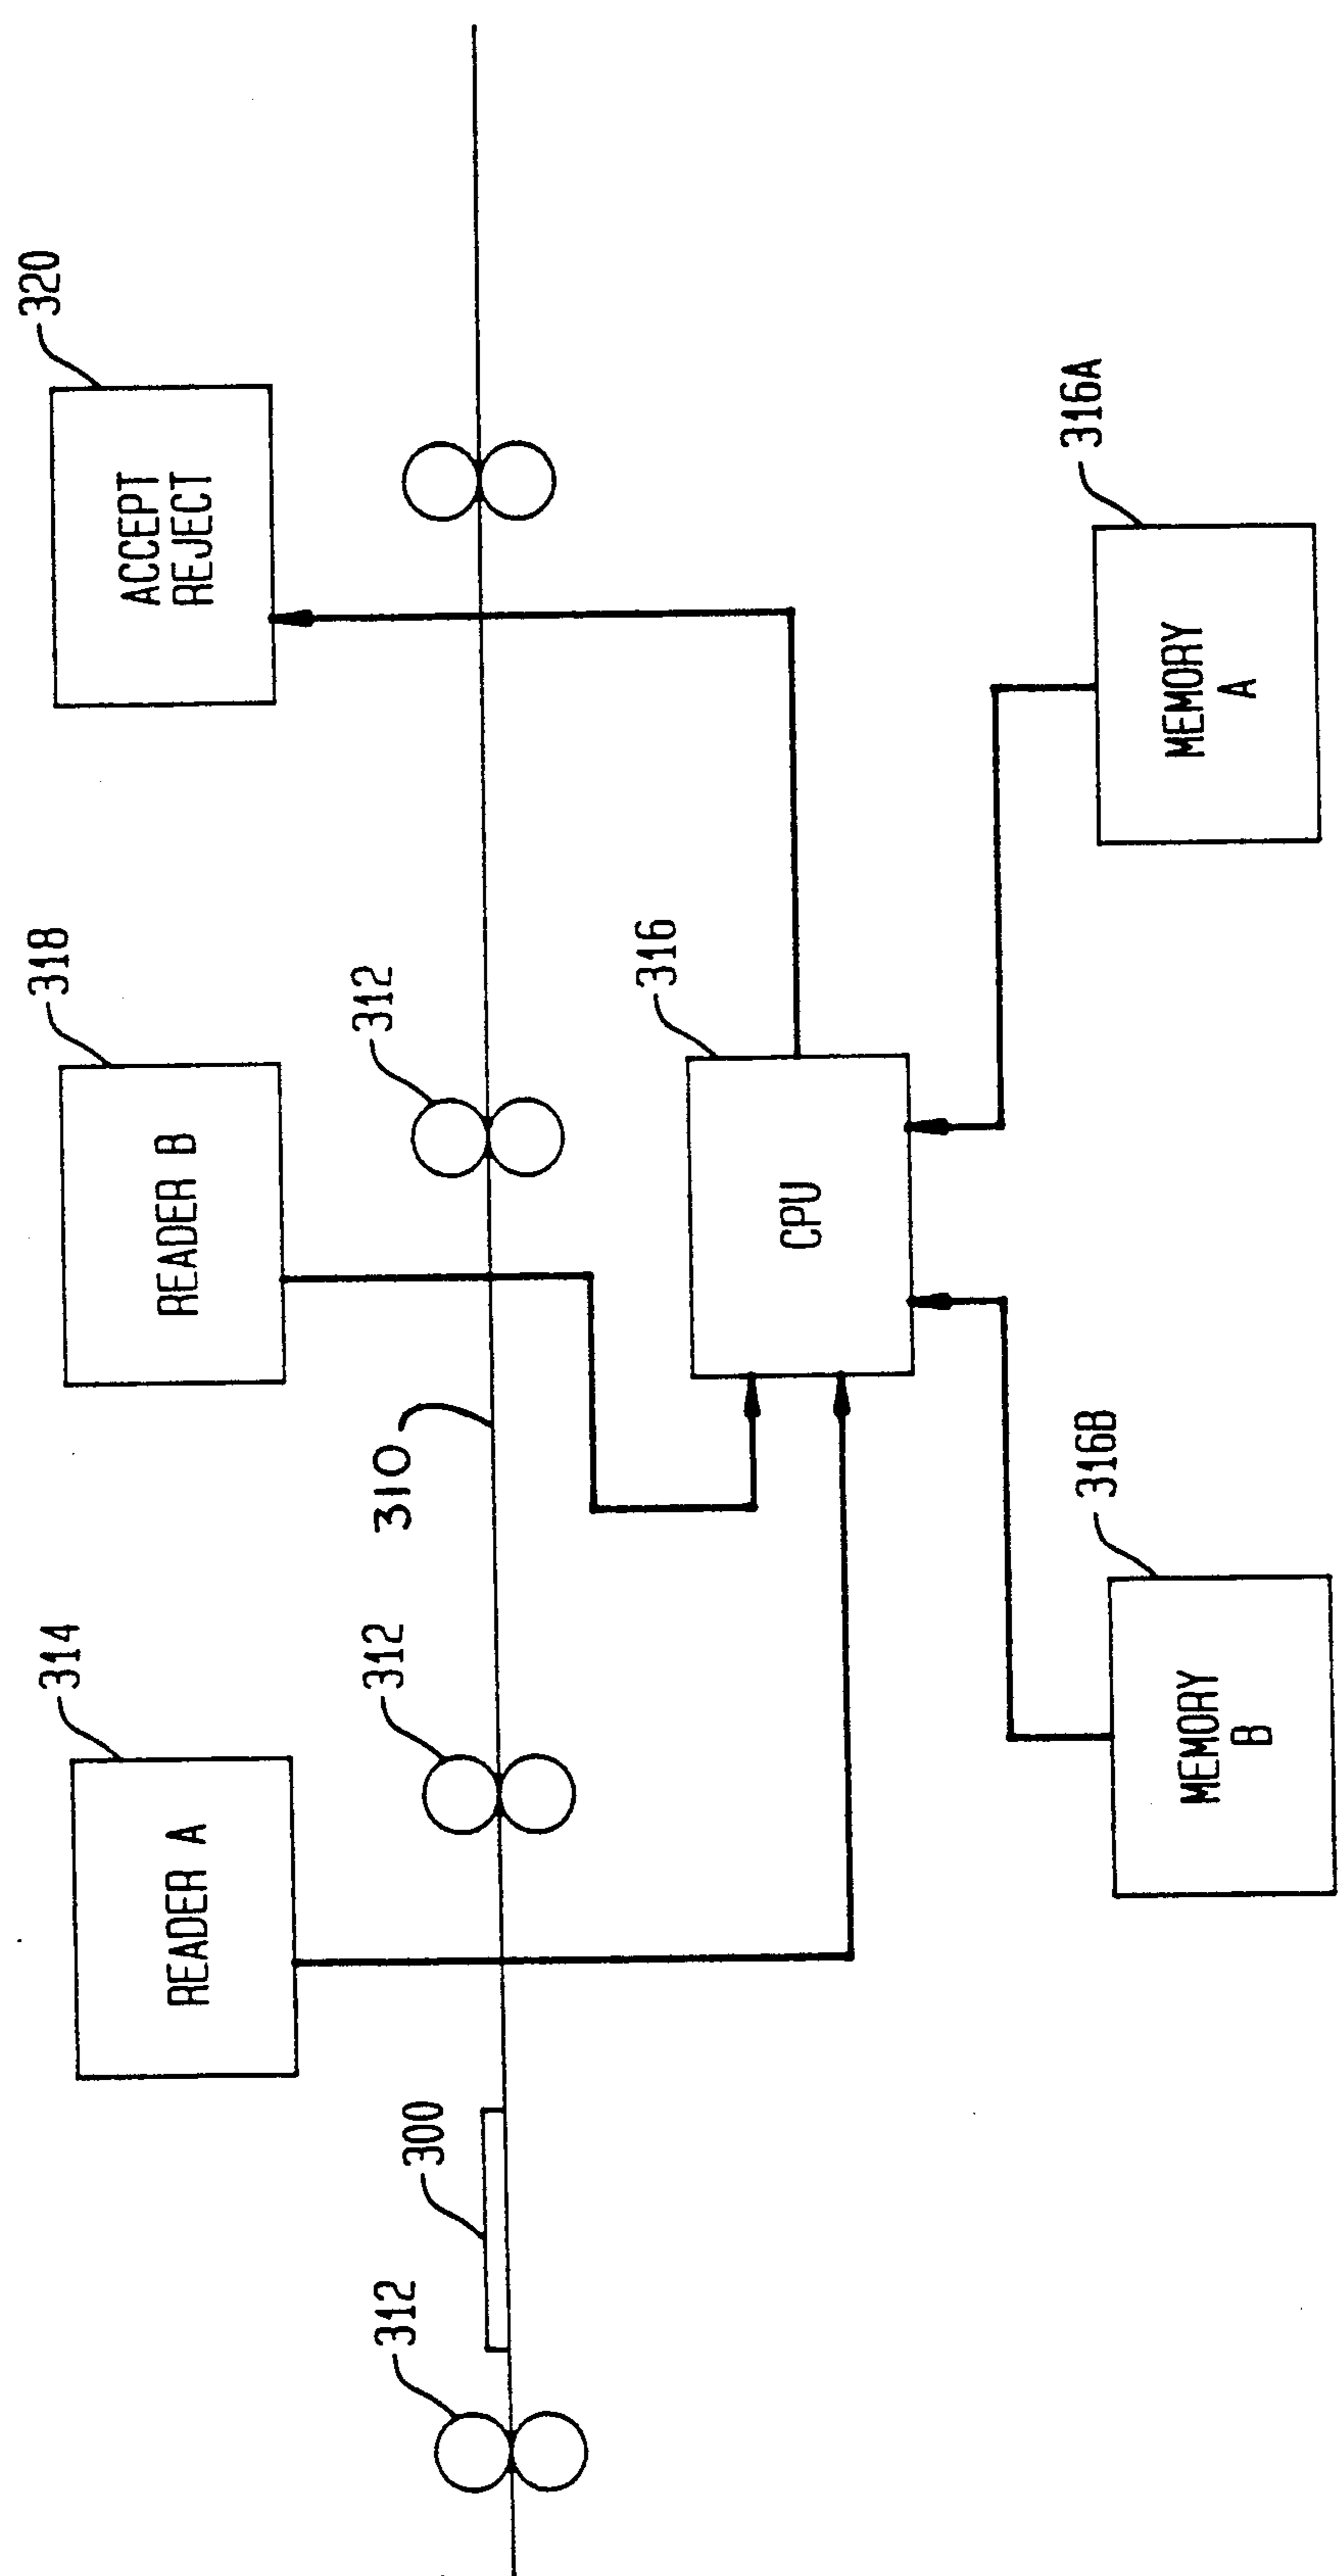 314
READER A
318
READER B
320
ACCEPT
REJECT
312
300
312
310
312
316
CPU
316B
MEMORY
B
316A
MEMORY
A